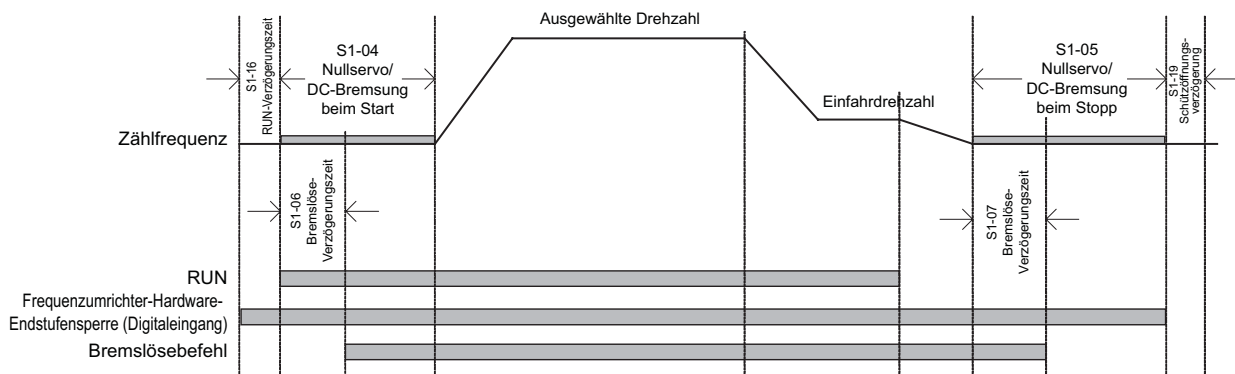 Ausgewählte Drehzahl
S1-16
RUN-Verzögerungszeit
S1-04
Nullservo/
DC-Bremsung
beim Start
S1-05
Nullservo/
DC-Bremsung
beim Stopp
S1-19
Schützöffnungs-
verzögerung
Einfahrdrehzahl
Zählfrequenz
S1-06
Bremslöse-
Verzögerungszeit
S1-07
Bremslöse-
Verzögerungszeit
RUN
Frequenzumrichter-Hardware-
Endstufensperre (Digitaleingang)
Bremslösebefehl